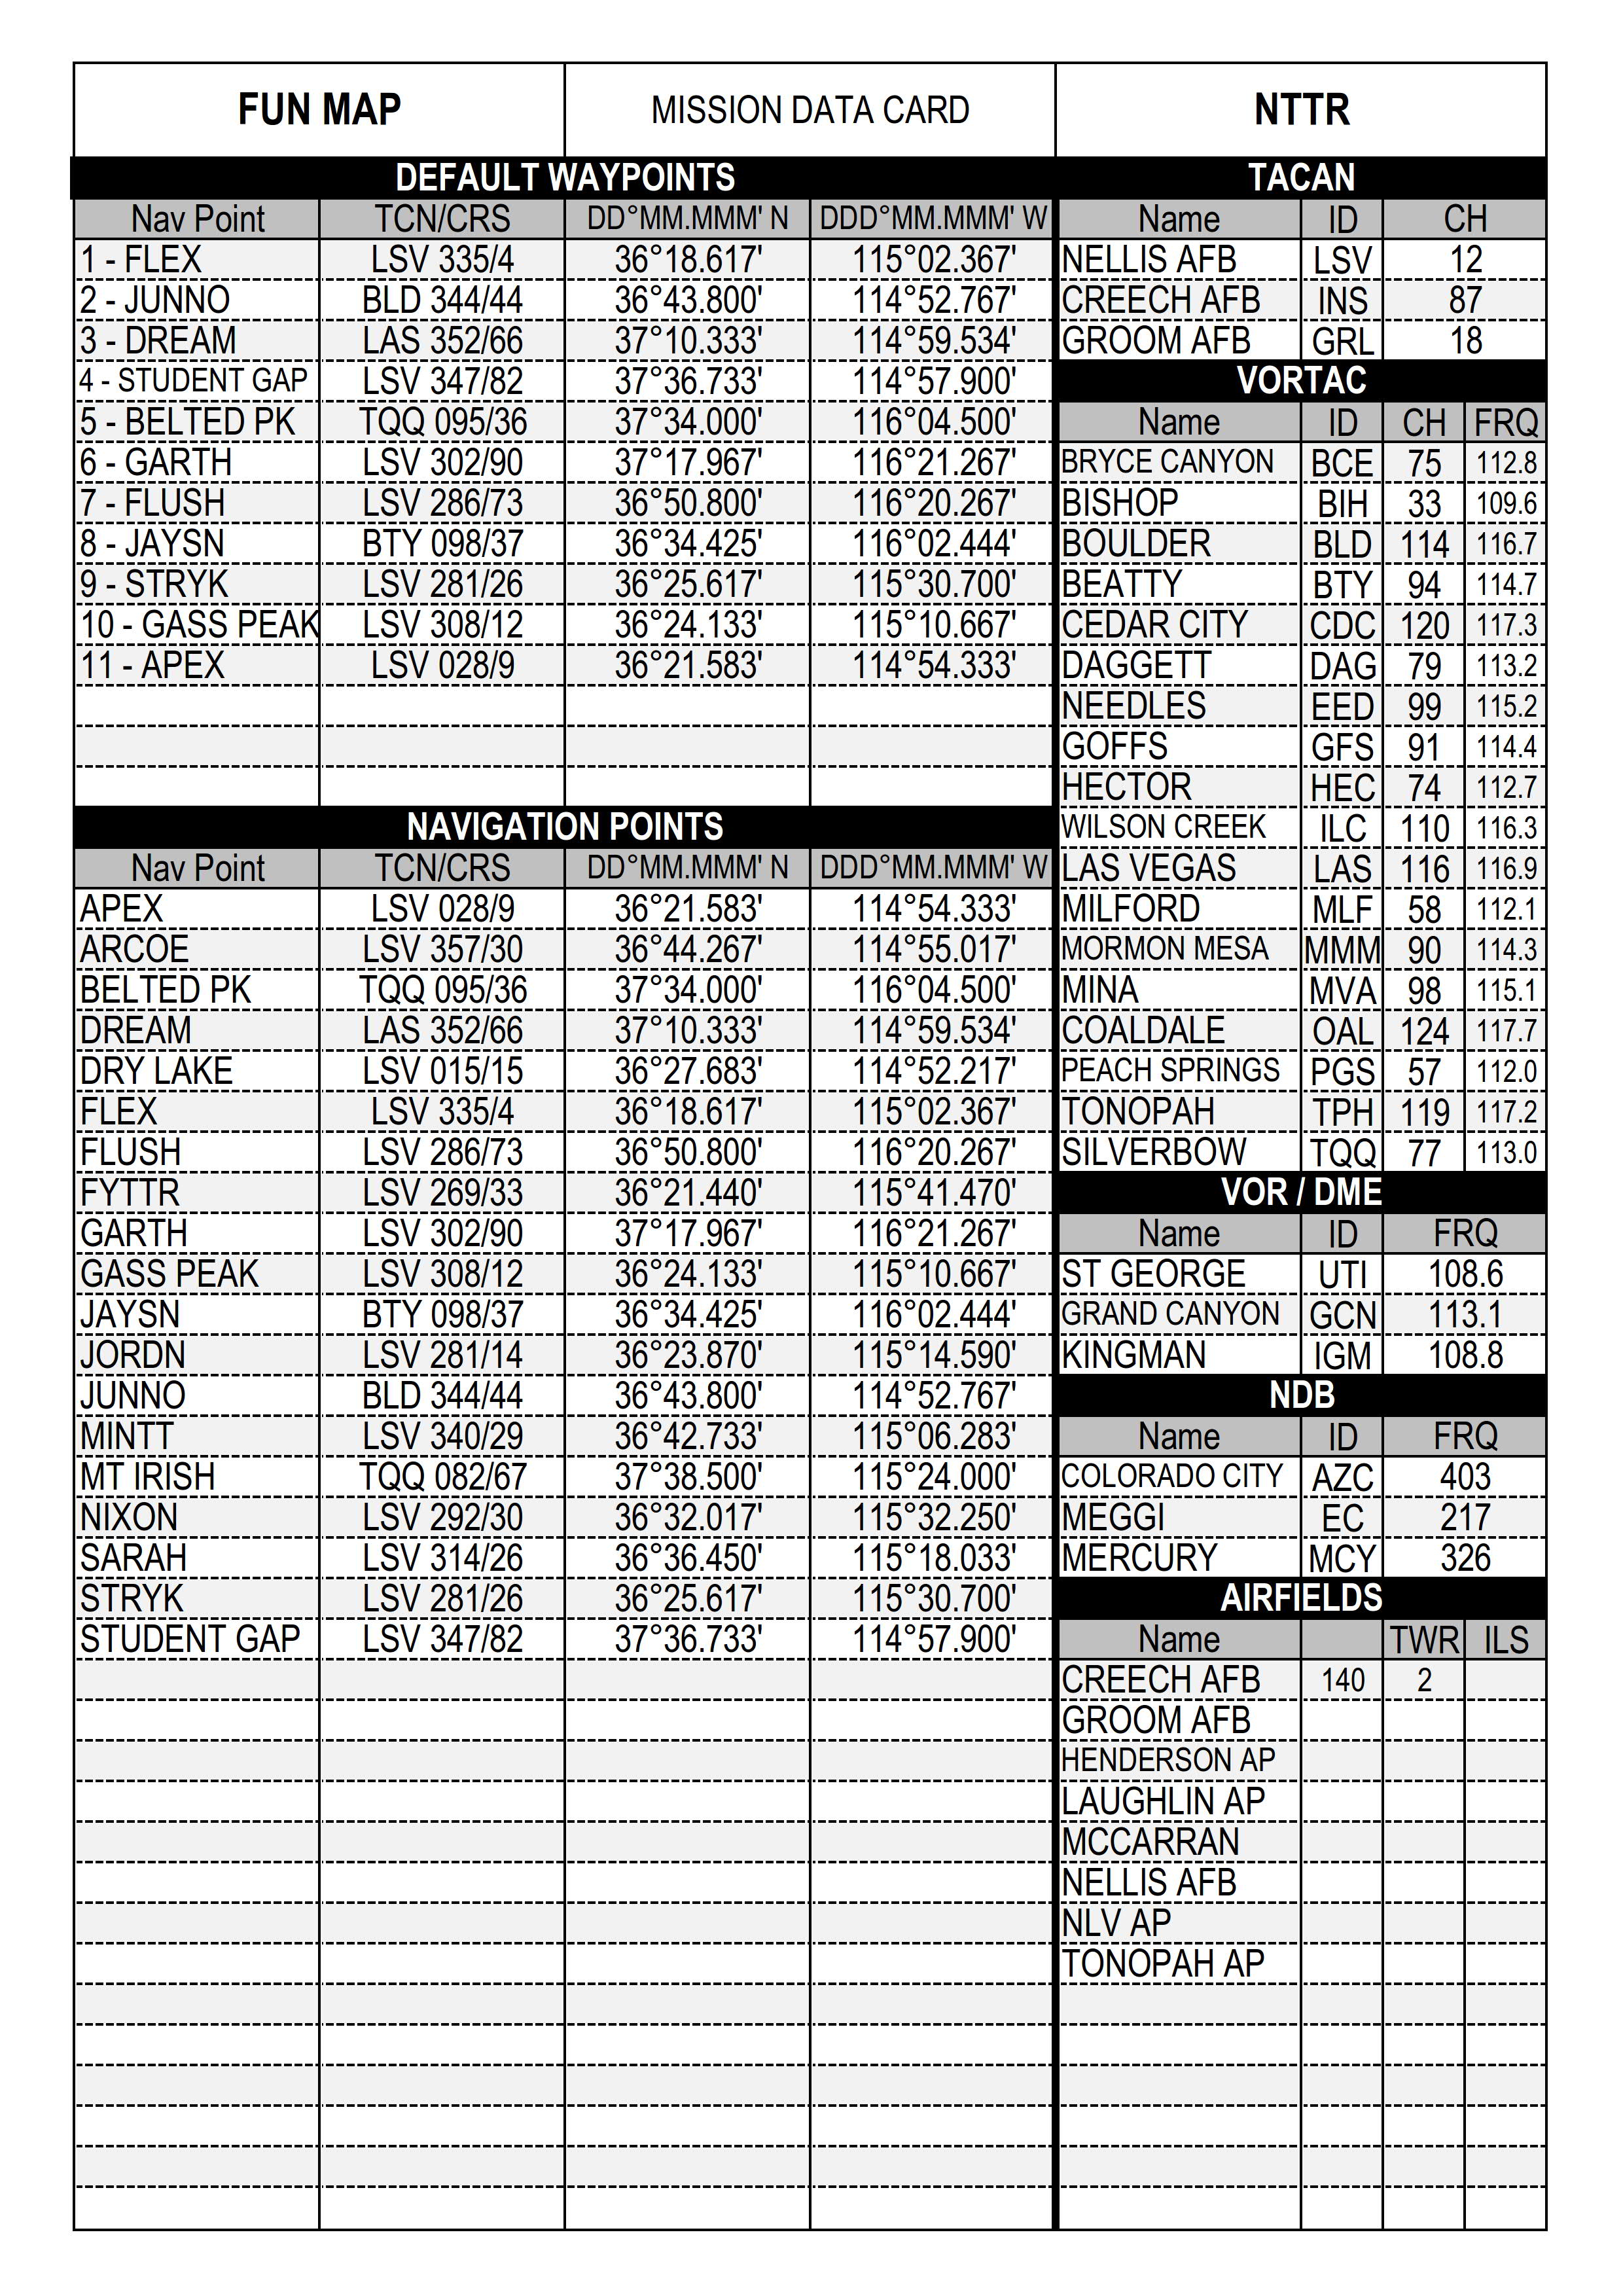 FUN MAP MISSION DATA CARD NTTR
DEFAULT WAYPOINTS
Nav Point TCN/CRS DD°MM.MMM' N DDD°MM.MMM' W
1 - FLEX LSV 335/4 36°18.617' 115°02.367'
2 - JUNNO BLD 344/44 36°43.800' 114°52.767'
3 - DREAM LAS 352/66 37°10.333' 114°59.534'
4 - STUDENT GAP LSV 347/82 37°36.733' 114°57.900'
5 - BELTED PK TQQ 095/36 37°34.000' 116°04.500'
6 - GARTH LSV 302/90 37°17.967' 116°21.267'
7 - FLUSH LSV 286/73 36°50.800' 116°20.267'
8 - JAYSN BTY 098/37 36°34.425' 116°02.444'
9 - STRYK LSV 281/26 36°25.617' 115°30.700'
10 - GASS PEAK LSV 308/12 36°24.133' 115°10.667'
11 - APEX LSV 028/9 36°21.583' 114°54.333'
NAVIGATION POINTS
Nav Point TCN/CRS DD°MM.MMM' N DDD°MM.MMM' W
APEX LSV 028/9 36°21.583' 114°54.333'
ARCOE LSV 357/30 36°44.267' 114°55.017'
BELTED PK TQQ 095/36 37°34.000' 116°04.500'
DREAM LAS 352/66 37°10.333' 114°59.534'
DRY LAKE LSV 015/15 36°27.683' 114°52.217'
FLEX LSV 335/4 36°18.617' 115°02.367'
FLUSH LSV 286/73 36°50.800' 116°20.267'
FYTTR LSV 269/33 36°21.440' 115°41.470'
GARTH LSV 302/90 37°17.967' 116°21.267'
GASS PEAK LSV 308/12 36°24.133' 115°10.667'
JAYSN BTY 098/37 36°34.425' 116°02.444'
JORDN LSV 281/14 36°23.870' 115°14.590'
JUNNO BLD 344/44 36°43.800' 114°52.767'
MINTT LSV 340/29 36°42.733' 115°06.283'
MT IRISH TQQ 082/67 37°38.500' 115°24.000'
NIXON LSV 292/30 36°32.017' 115°32.250'
SARAH LSV 314/26 36°36.450' 115°18.033'
STRYK LSV 281/26 36°25.617' 115°30.700'
STUDENT GAP LSV 347/82 37°36.733' 114°57.900'
TACAN
Name ID CH
NELLIS AFB LSV 12
CREECH AFB INS 87
GROOM AFB GRL 18
VORTAC
Name ID CH FRQ
BRYCE CANYON BCE 75 112.8
BISHOP BIH 33 109.6
BOULDER BLD 114 116.7
BEATTY BTY 94 114.7
CEDAR CITY CDC 120 117.3
DAGGETT DAG 79 113.2
NEEDLES EED 99 115.2
GOFFS GFS 91 114.4
HECTOR HEC 74 112.7
WILSON CREEK ILC 110 116.3
LAS VEGAS LAS 116 116.9
MILFORD MLF 58 112.1
MORMON MESA MMM 90 114.3
MINA MVA 98 115.1
COALDALE OAL 124 117.7
PEACH SPRINGS PGS 57 112.0
TONOPAH TPH 119 117.2
SILVERBOW TQQ 77 113.0
VOR / DME
Name ID FRQ
ST GEORGE UTI 108.6
GRAND CANYON GCN 113.1
KINGMAN IGM 108.8
NDB
Name ID FRQ
COLORADO CITY AZC 403
MEGGI EC 217
MERCURY MCY 326
AIRFIELDS
Name TWR ILS
CREECH AFB 140 2
GROOM AFB
HENDERSON AP
LAUGHLIN AP
MCCARRAN
NELLIS AFB
NLV AP
TONOPAH AP